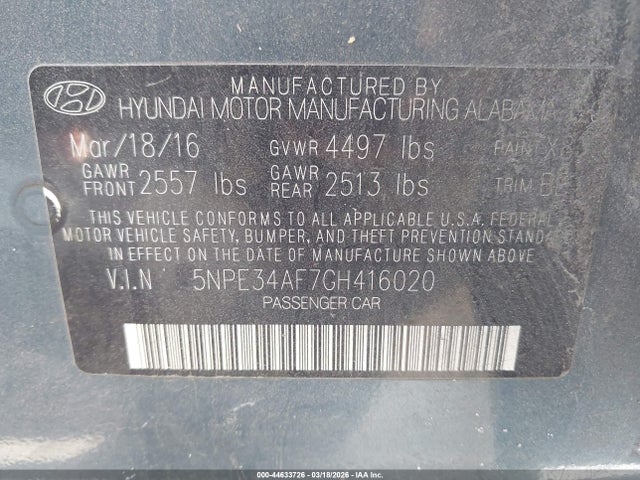 MANUFACTURED BY
HYUNDAI MOTOR MANUFACTURING ALABAMA
Mar/18/16 GVWR 4497 lbs PAINT
GAWR FRONT 2557 lbs GAWR REAR 2513 lbs TRIM
THIS VEHICLE CONFORMS TO ALL APPLICABLE U.S.A. FEDERAL
MOTOR VEHICLE SAFETY, BUMPER, AND THEFT PREVENTION STANDARDS
IN EFFECT ON THE DATE OF MANUFACTURE SHOWN ABOVE.
V.I.N 5NPE34AF7GH416020
PASSENGER CAR
000-44633726 | 03/18/2026 - IAA Inc.